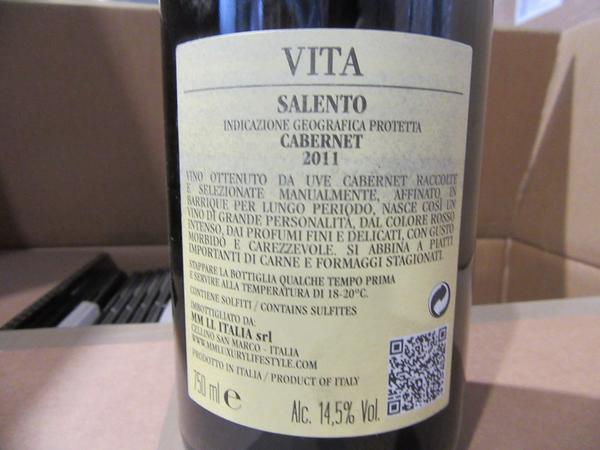 VITA
SALENTO
INDICAZIONE GEOGRAFICA PROTETTA
CABERNET
2011
VINO OTTENUTO DA UVE CABERNET RACCOLTE
E SELEZIONATE MANUALMENTE, AFFINATO IN
BARRIQUE PER LUNGO PERIODO, NASCE COSÌ UN
VINO DI GRANDE PERSONALITÀ, DAL COLORE ROSSO
INTENSO, DAI PROFUMI FINI E DELICATI, CON GUSTO
MORBIDO E CAREZZEVOLE. SI ABBINA A PIATTI
IMPORTANTI DI CARNE E FORMAGGI STAGIONATI.
STAPPARE LA BOTTIGLIA QUALCHE TEMPO PRIMA
E SERVIRE ALLA TEMPERATURA DI 18-20°C.
CONTIENE SOLFITI / CONTAINS SULFITES
IMBOTTIGLIATO DA:
MM LL ITALIA srl
CELLINO SAN MARCO - ITALIA
WWW.MMLUXURYLIFESTYLE.COM
PRODOTTO IN ITALIA / PRODUCT OF ITALY
750 ml e
Alc. 14,5% Vol.